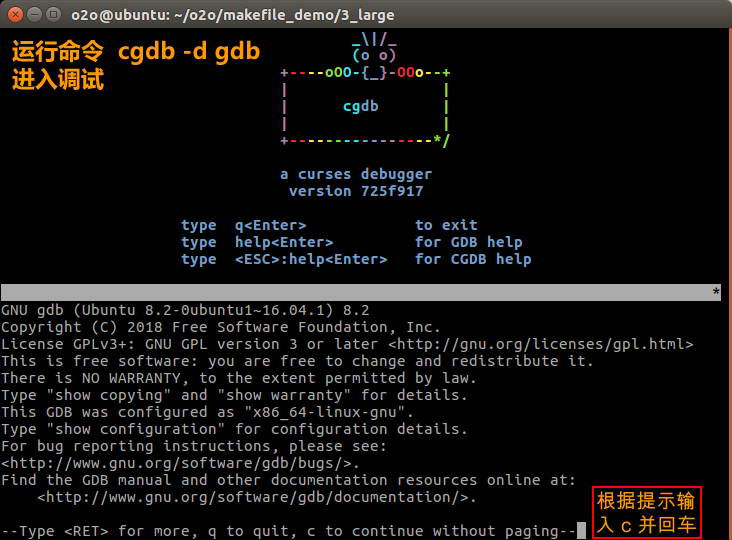 o2o@ubuntu: ~/o2o/makefile_demo/3_large
运行命令 cgdb -d gdb
进入调试
_\|/_
(o o)
+-----oOO-{_}-OOo--+
|                  |
|      cgdb        |
|                  |
+----------------*/
a curses debugger
version 725f917
type q<Enter> to exit
type help<Enter> for GDB help
type <ESC>:help<Enter> for CGDB help
*
GNU gdb (Ubuntu 8.2-0ubuntu1~16.04.1) 8.2
Copyright (C) 2018 Free Software Foundation, Inc.
License GPLv3+: GNU GPL version 3 or later <http://gnu.org/licenses/gpl.html>
This is free software: you are free to change and redistribute it.
There is NO WARRANTY, to the extent permitted by law.
Type "show copying" and "show warranty" for details.
This GDB was configured as "x86_64-linux-gnu".
Type "show configuration" for configuration details.
For bug reporting instructions, please see:
<http://www.gnu.org/software/gdb/bugs/>.
Find the GDB manual and other documentation resources online at:
    <http://www.gnu.org/software/gdb/documentation/>.
--Type <RET> for more, q to quit, c to continue without paging--
根据提示输
入 c 并回车